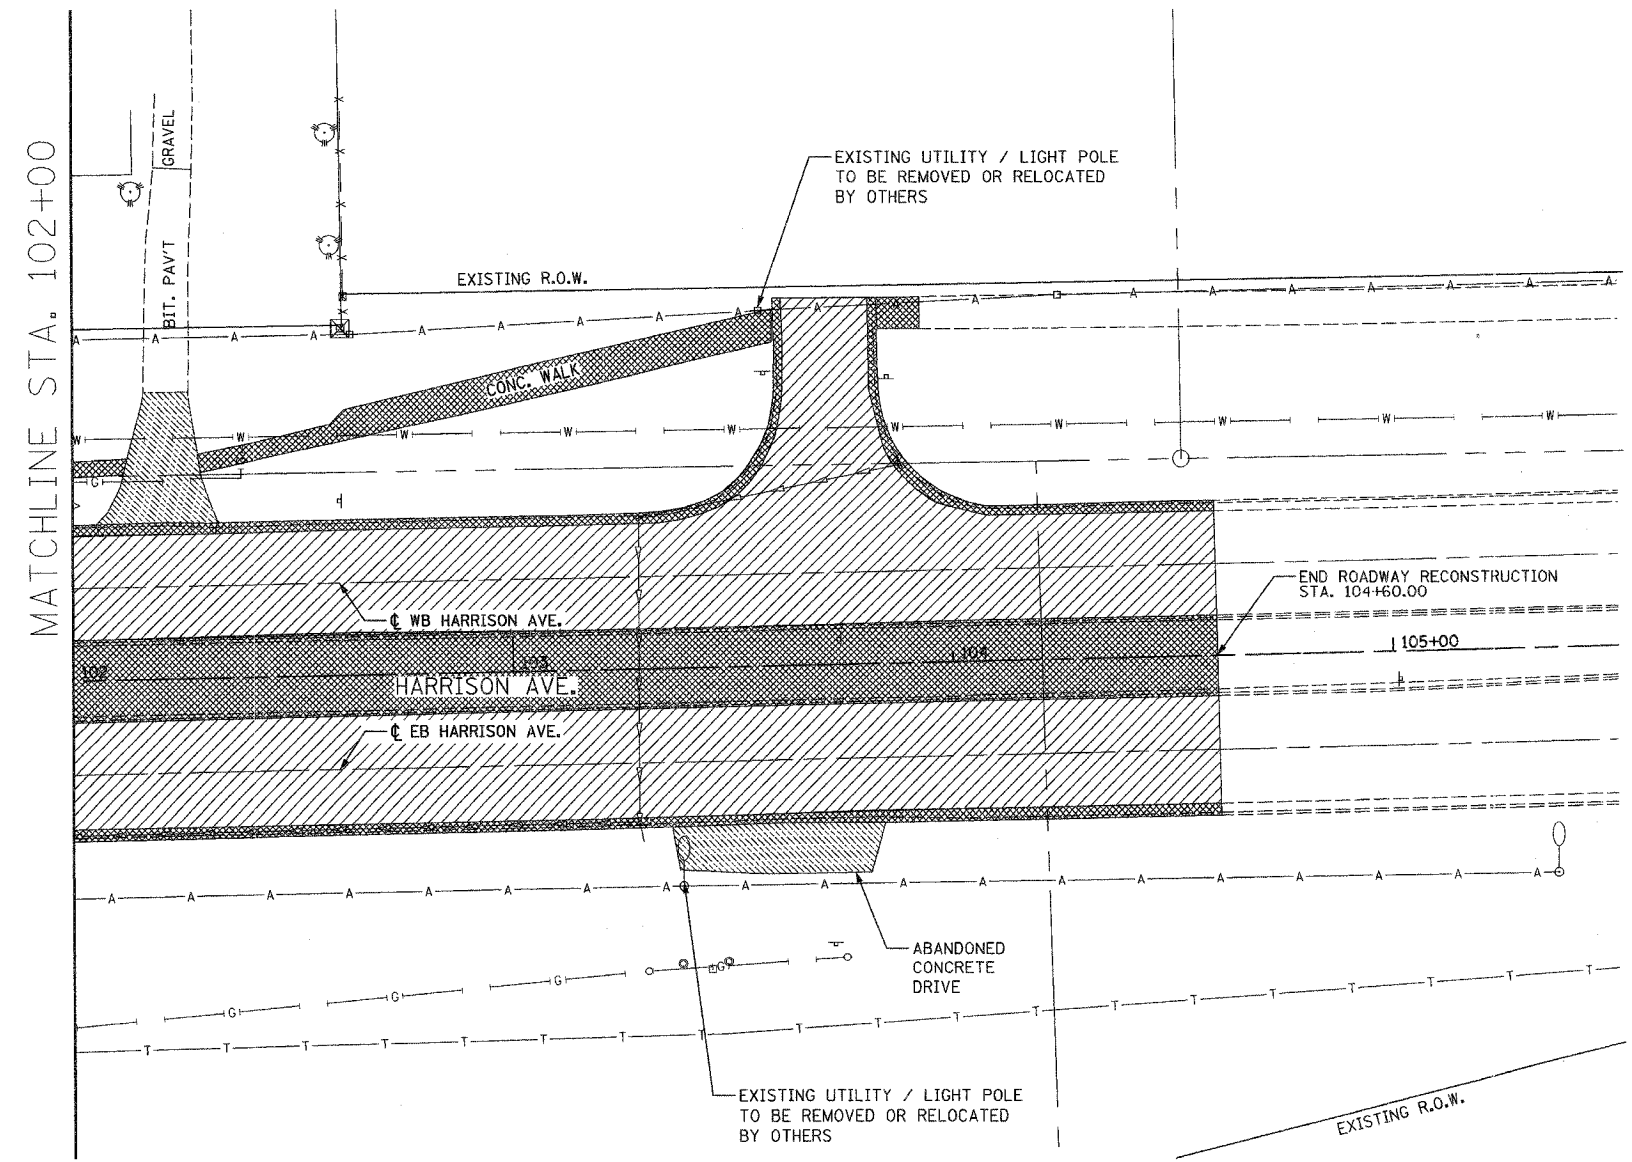 MATCHLINE STA. 102+00
GRAVEL
BIT. PAV'T
EXISTING UTILITY / LIGHT POLE
TO BE REMOVED OR RELOCATED
BY OTHERS
EXISTING R.O.W.
A A A A A A A A A A A A A A A A
CONC. WALK
W W W W W W W W W W
G
END ROADWAY RECONSTRUCTION
STA. 104+60.00
℄ WB HARRISON AVE.
102
103
104
105+00
HARRISON AVE.
℄ EB HARRISON AVE.
A A A A A A A A A A A A A A A A A A A
ABANDONED
CONCRETE
DRIVE
G G G G
T T T T T T T T T T T T T T T T T T T
EXISTING UTILITY / LIGHT POLE
TO BE REMOVED OR RELOCATED
BY OTHERS
EXISTING R.O.W.